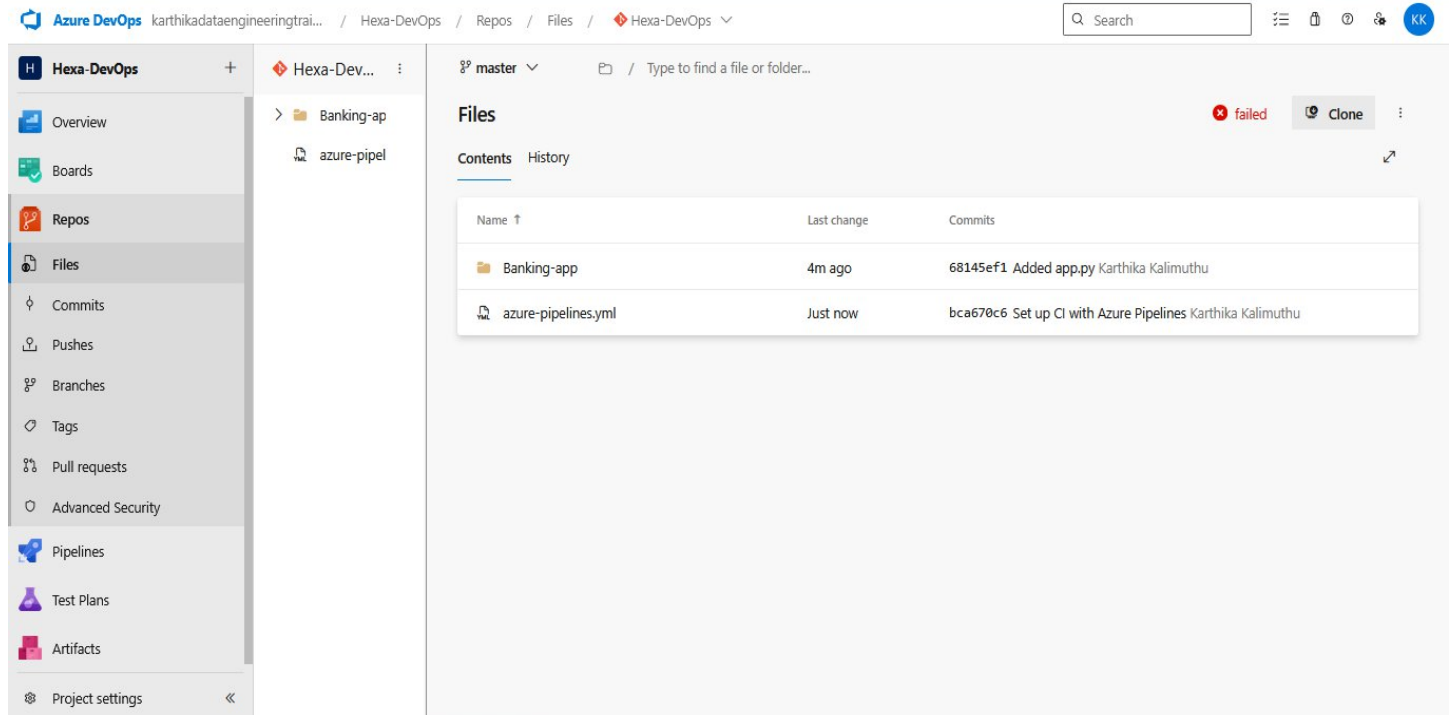 Azure DevOps karthikadataengineeringtrai... / Hexa-DevOps / Repos / Files / Hexa-DevOps
Search
KK
H Hexa-DevOps +
Overview
Boards
Repos
Files
Commits
Pushes
Branches
Tags
Pull requests
Advanced Security
Pipelines
Test Plans
Artifacts
Project settings
Hexa-Dev...
Banking-ap
YML azure-pipel
master / Type to find a file or folder...
Files
failed Clone
Contents History
Name ↑ Last change Commits
Banking-app 4m ago 68145ef1 Added app.py Karthika Kalimuthu
YML azure-pipelines.yml Just now bca670c6 Set up CI with Azure Pipelines Karthika Kalimuthu